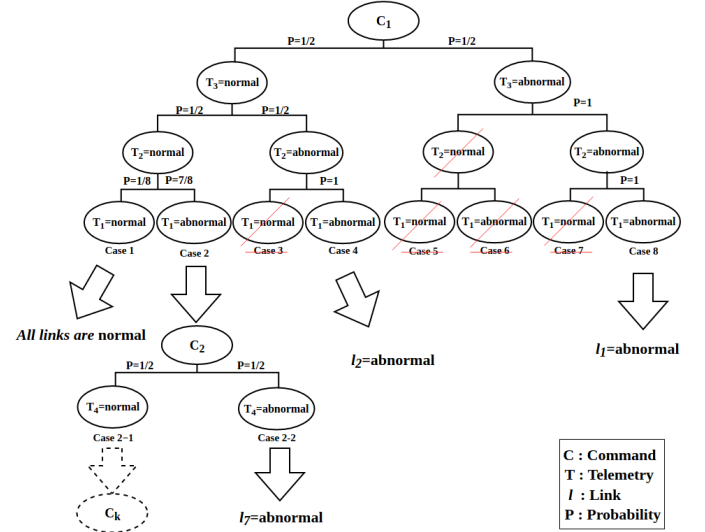 C1
P=1/2 P=1/2
T3=normal T3=abnormal
P=1/2 P=1/2 P=1
T2=normal T2=abnormal T2=normal T2=abnormal
P=1/8 P=7/8 P=1 P=1
T1=normal T1=abnormal T1=normal T1=abnormal T1=normal T1=abnormal T1=normal T1=abnormal
Case 1 Case 2 Case 3 Case 4 Case 5 Case 6 Case 7 Case 8
All links are normal
C2
l2=abnormal
l1=abnormal
P=1/2 P=1/2
T4=normal T4=abnormal
Case 2−1 Case 2-2
Ck
l7=abnormal
C : Command
T : Telemetry
l : Link
P : Probability